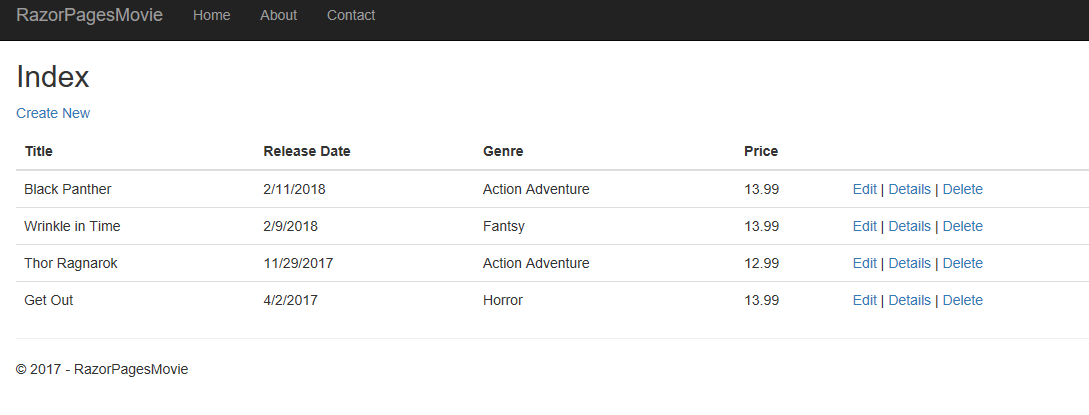 RazorPagesMovie Home About Contact
Index
Create New
Title Release Date Genre Price
Black Panther 2/11/2018 Action Adventure 13.99 Edit | Details | Delete
Wrinkle in Time 2/9/2018 Fantsy 13.99 Edit | Details | Delete
Thor Ragnarok 11/29/2017 Action Adventure 12.99 Edit | Details | Delete
Get Out 4/2/2017 Horror 13.99 Edit | Details | Delete
© 2017 - RazorPagesMovie